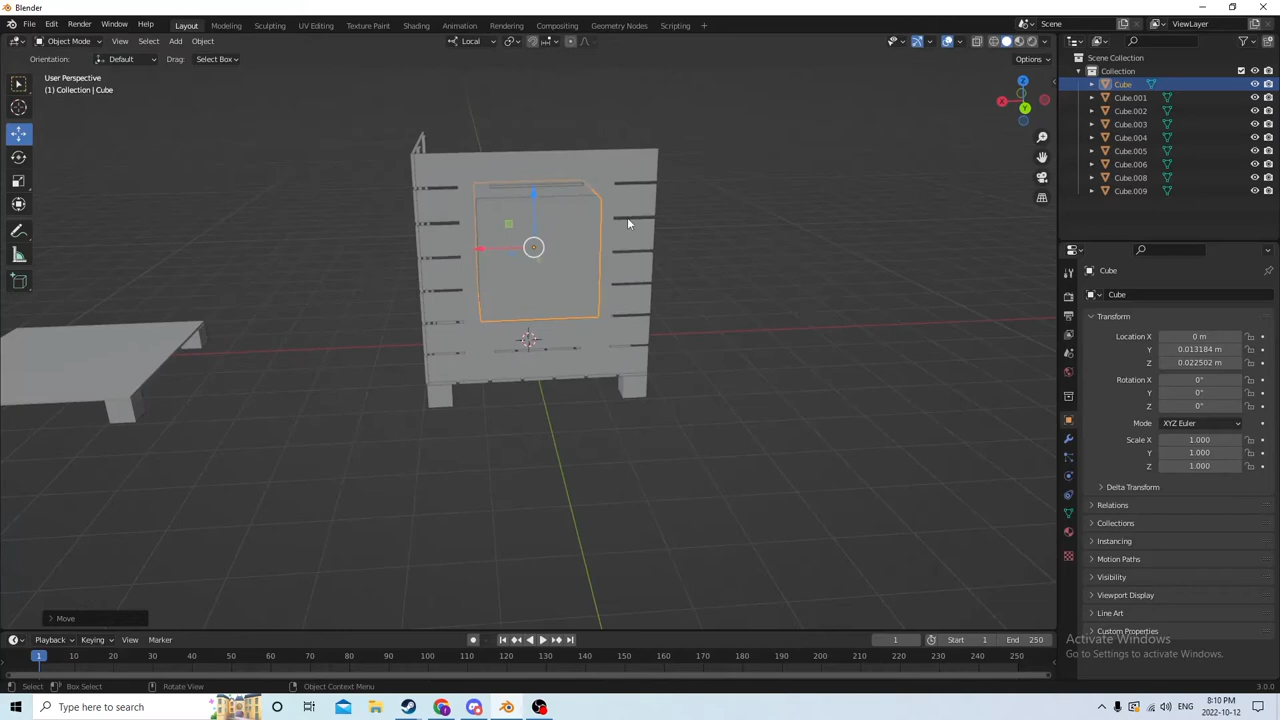 Blender
File Edit Render Window Help Layout Modeling Sculpting UV Editing Texture Paint Shading Animation Rendering Compositing Geometry Nodes Scripting + Scene ViewLayer
Object Mode View Select Add Object Local
Orientation: Default Drag: Select Box Options
User Perspective
(1) Collection | Cube
Scene Collection
Collection
Cube
Cube.001
Cube.002
Cube.003
Cube.004
Cube.005
Cube.006
Cube.008
Cube.009
Cube
Cube
Transform
Location X 0 m
Y 0.013184 m
Z 0.022502 m
Rotation X 0°
Y 0°
Z 0°
Mode XYZ Euler
Scale X 1.000
Y 1.000
Z 1.000
Delta Transform
Relations
Collections
Instancing
Motion Paths
Visibility
Viewport Display
Line Art
Custom Properties
Activate Windows
Go to Settings to activate Windows.
X
Y
Z
Move
Playback Keying View Marker 1 Start 1 End 250
1 10 20 30 40 50 60 70 80 90 100 110 120 130 140 150 160 170 180 190 200 210 220 230 240 250
Select Box Select Rotate View Object Context Menu 3.0.0
Type here to search ENG 8:10 PM
2022-10-12